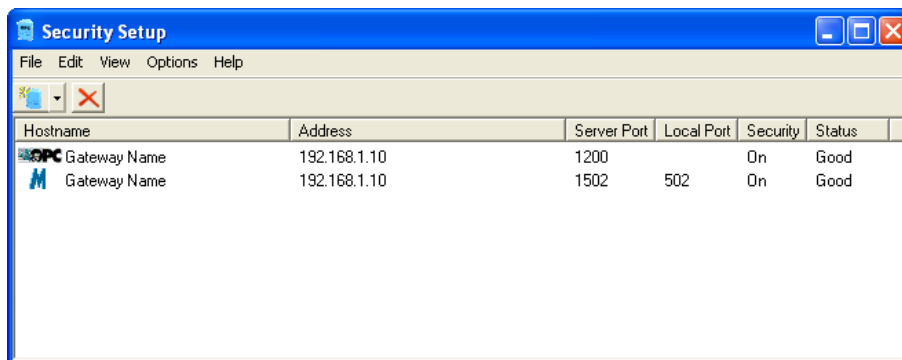 Security Setup
File Edit View Options Help
Hostname Address Server Port Local Port Security Status
OPC Gateway Name 192.168.1.10 1200 On Good
M Gateway Name 192.168.1.10 1502 502 On Good